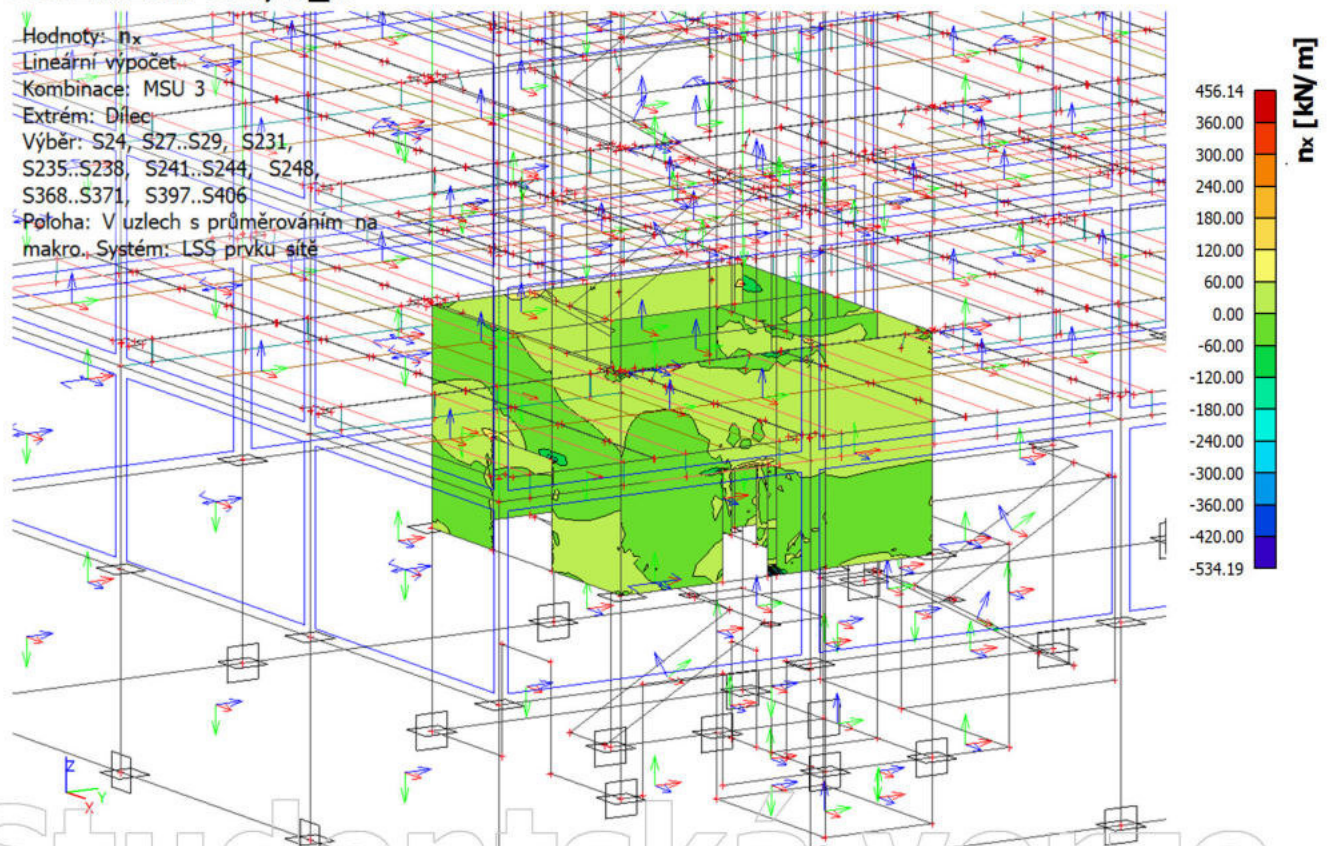 Hodnoty: nₓ
Lineární výpočet
Kombinace: MSU 3
Extrém: Dílec
Výběr: S24, S27..S29, S231,
S235..S238, S241..S244, S248,
S368..S371, S397..S406
Poloha: V uzlech s průměrováním na
makro. Systém: LSS prvku sítě
nₓ [kN/m]
456.14
360.00
300.00
240.00
180.00
120.00
60.00
0.00
-60.00
-120.00
-180.00
-240.00
-300.00
-360.00
-420.00
-534.19
Z
Y
X
Studentská verze